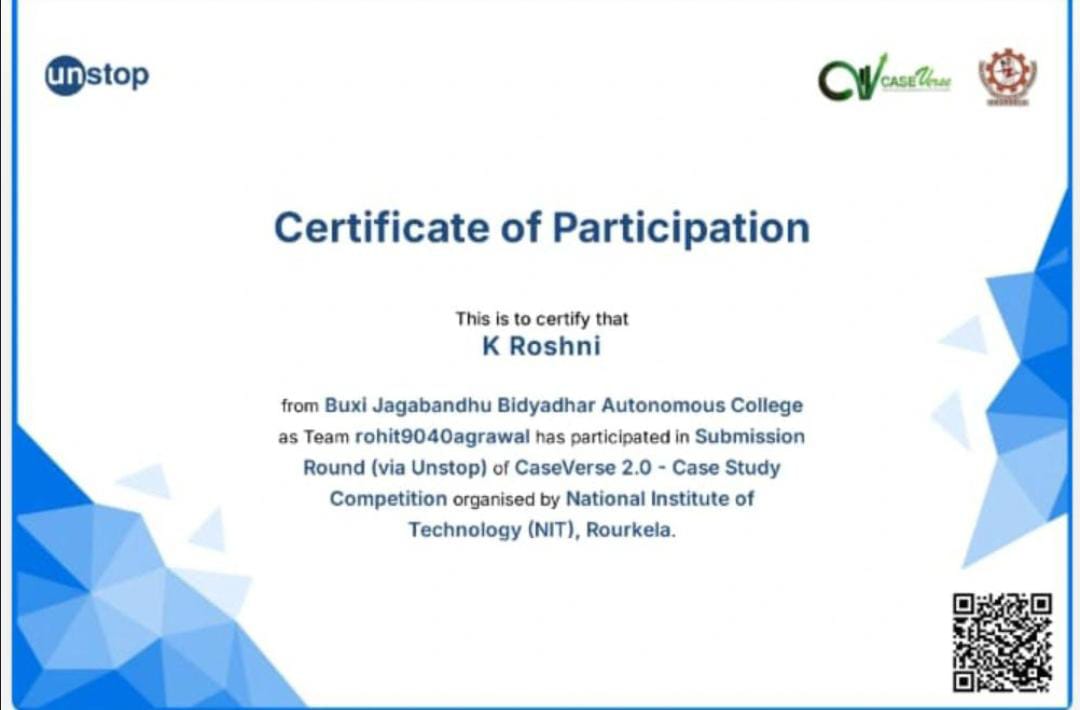 unstop
CASEVerse
Certificate of Participation
This is to certify that
K Roshni
from Buxi Jagabandhu Bidyadhar Autonomous College
as Team rohit9040agrawal has participated in Submission
Round (via Unstop) of CaseVerse 2.0 - Case Study
Competition organised by National Institute of
Technology (NIT), Rourkela.